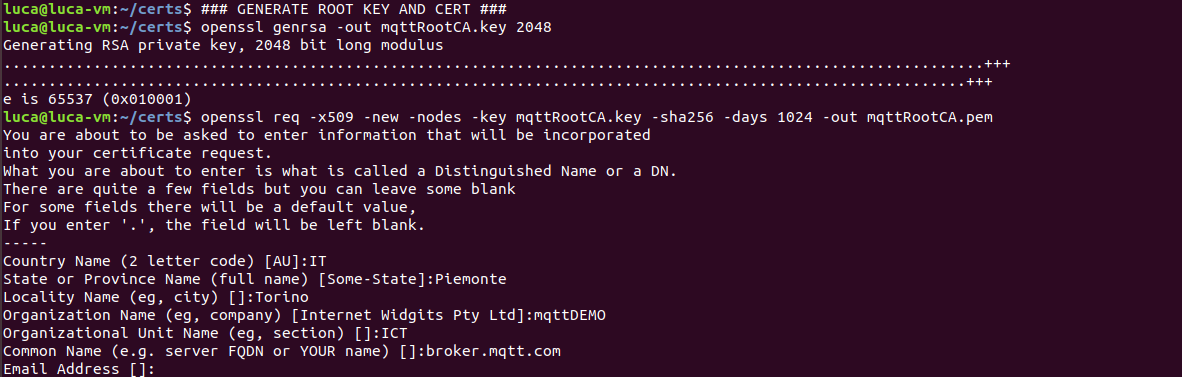 luca@luca-vm:~/certs$ ### GENERATE ROOT KEY AND CERT ###
luca@luca-vm:~/certs$ openssl genrsa -out mqttRootCA.key 2048
Generating RSA private key, 2048 bit long modulus
.............................................................................................................+++
...........................................................................................................+++
e is 65537 (0x010001)
luca@luca-vm:~/certs$ openssl req -x509 -new -nodes -key mqttRootCA.key -sha256 -days 1024 -out mqttRootCA.pem
You are about to be asked to enter information that will be incorporated
into your certificate request.
What you are about to enter is what is called a Distinguished Name or a DN.
There are quite a few fields but you can leave some blank
For some fields there will be a default value,
If you enter '.', the field will be left blank.
-----
Country Name (2 letter code) [AU]:IT
State or Province Name (full name) [Some-State]:Piemonte
Locality Name (eg, city) []:Torino
Organization Name (eg, company) [Internet Widgits Pty Ltd]:mqttDEMO
Organizational Unit Name (eg, section) []:ICT
Common Name (e.g. server FQDN or YOUR name) []:broker.mqtt.com
Email Address []: